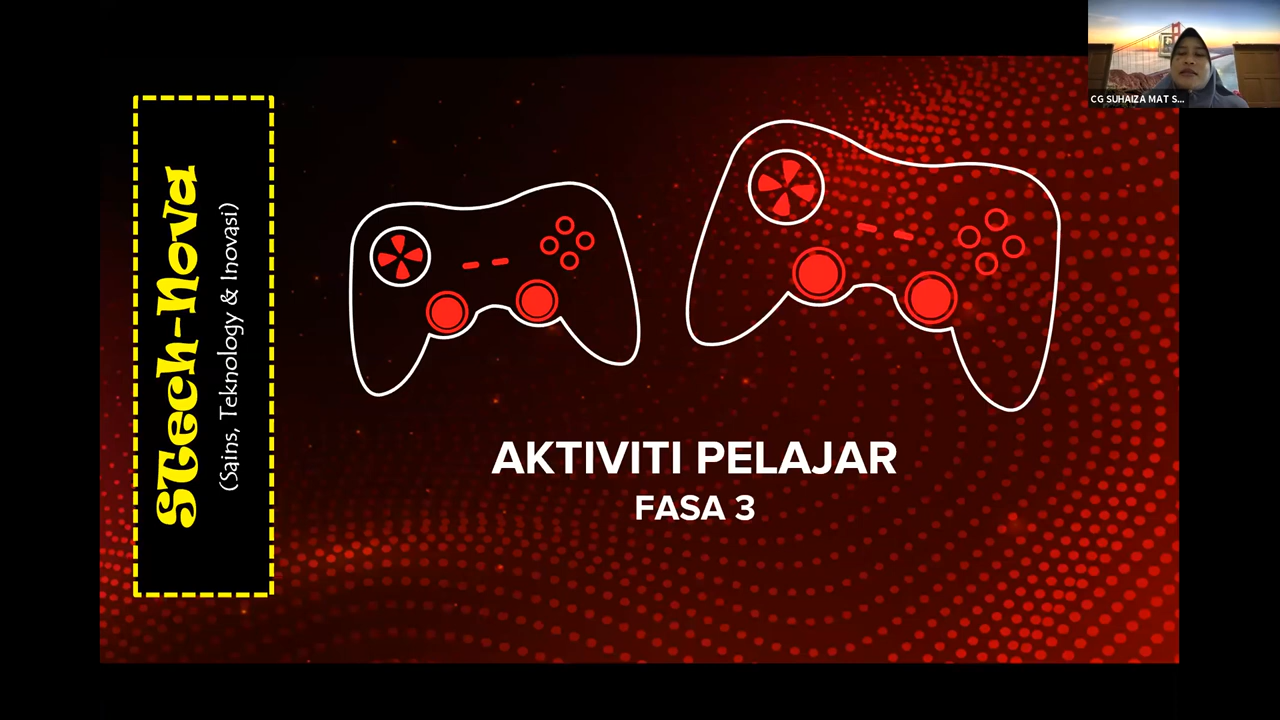 STech-Nova
(Sains, Teknology & Inovasi)
AKTIVITI PELAJAR
FASA 3
CG SUHAIZA MAT S...